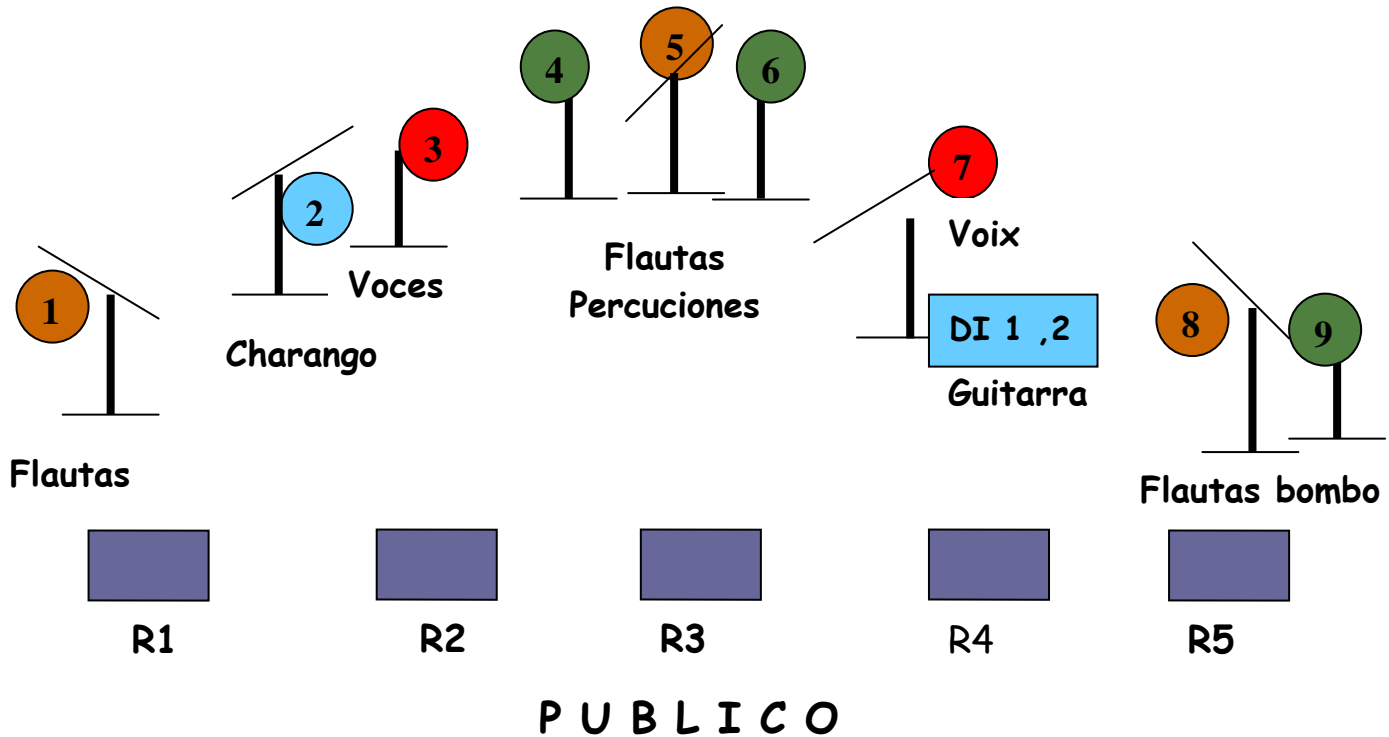 4
5
6
3
7
2
Voix
Flautas
Percuciones
Voces
1
8
9
DI 1 ,2
Charango
Guitarra
Flautas
Flautas bombo
R1
R2
R3
R4
R5
P U B L I C O